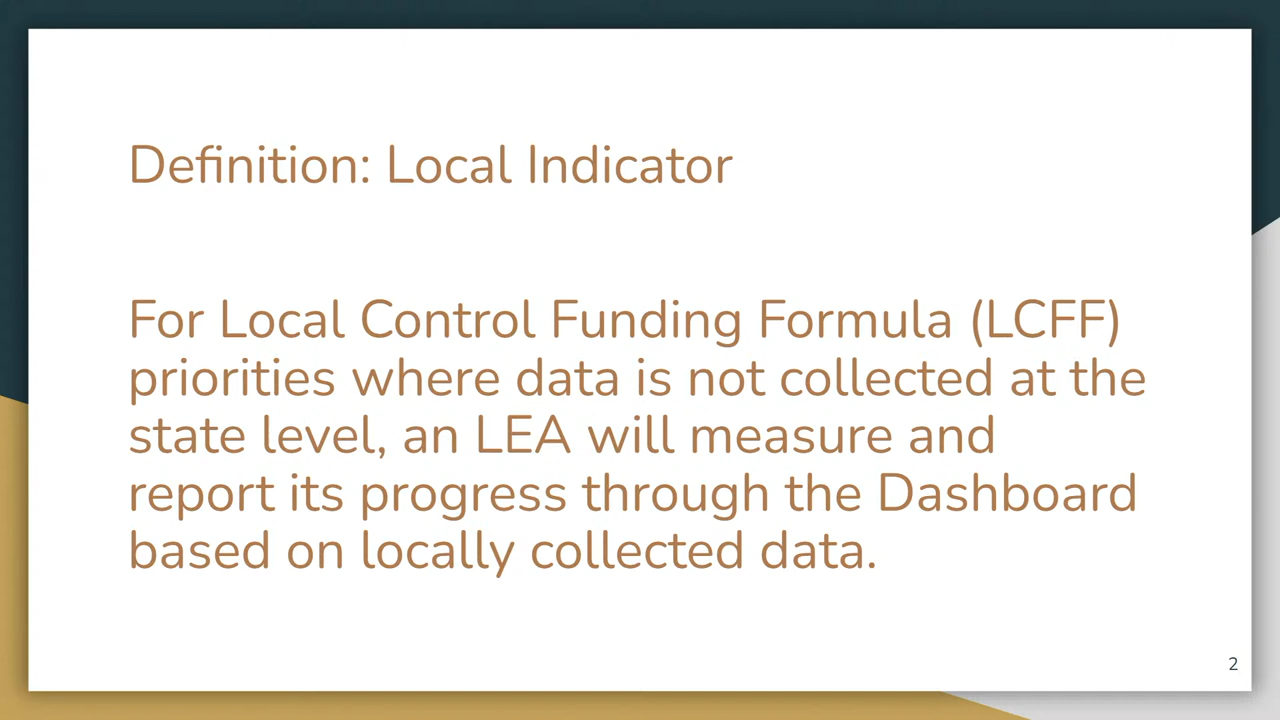 Definition: Local Indicator
For Local Control Funding Formula (LCFF)
priorities where data is not collected at the
state level, an LEA will measure and
report its progress through the Dashboard
based on locally collected data.
2